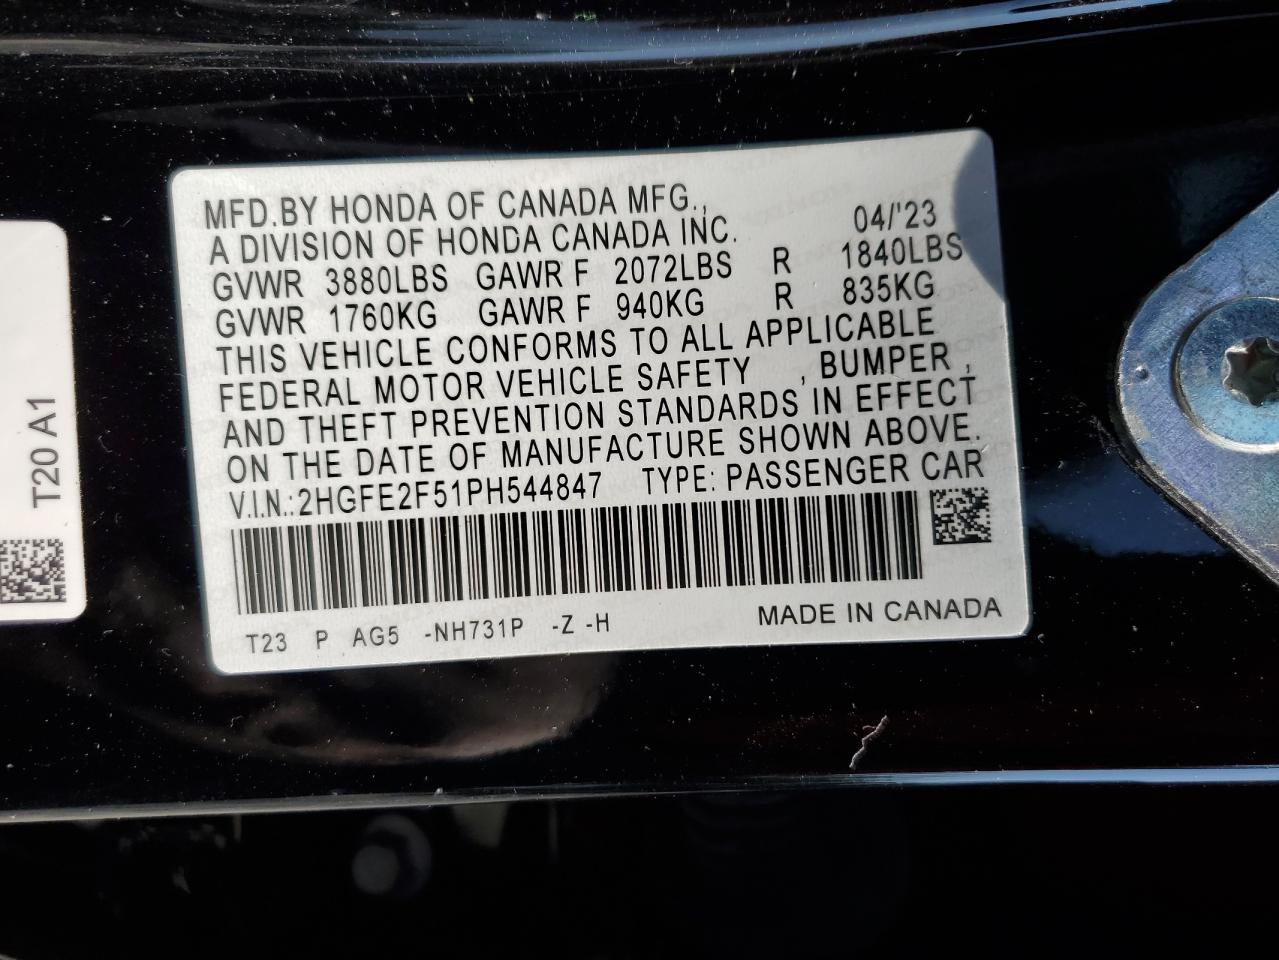 MFD.BY HONDA OF CANADA MFG.,
A DIVISION OF HONDA CANADA INC. 04/'23
GVWR 3880LBS GAWR F 2072LBS R 1840LBS
GVWR 1760KG GAWR F 940KG R 835KG
THIS VEHICLE CONFORMS TO ALL APPLICABLE
FEDERAL MOTOR VEHICLE SAFETY , BUMPER ,
AND THEFT PREVENTION STANDARDS IN EFFECT
ON THE DATE OF MANUFACTURE SHOWN ABOVE.
V.I.N.:2HGFE2F51PH544847 TYPE: PASSENGER CAR
T23 P AG5 -NH731P -Z -H MADE IN CANADA
T20 A1